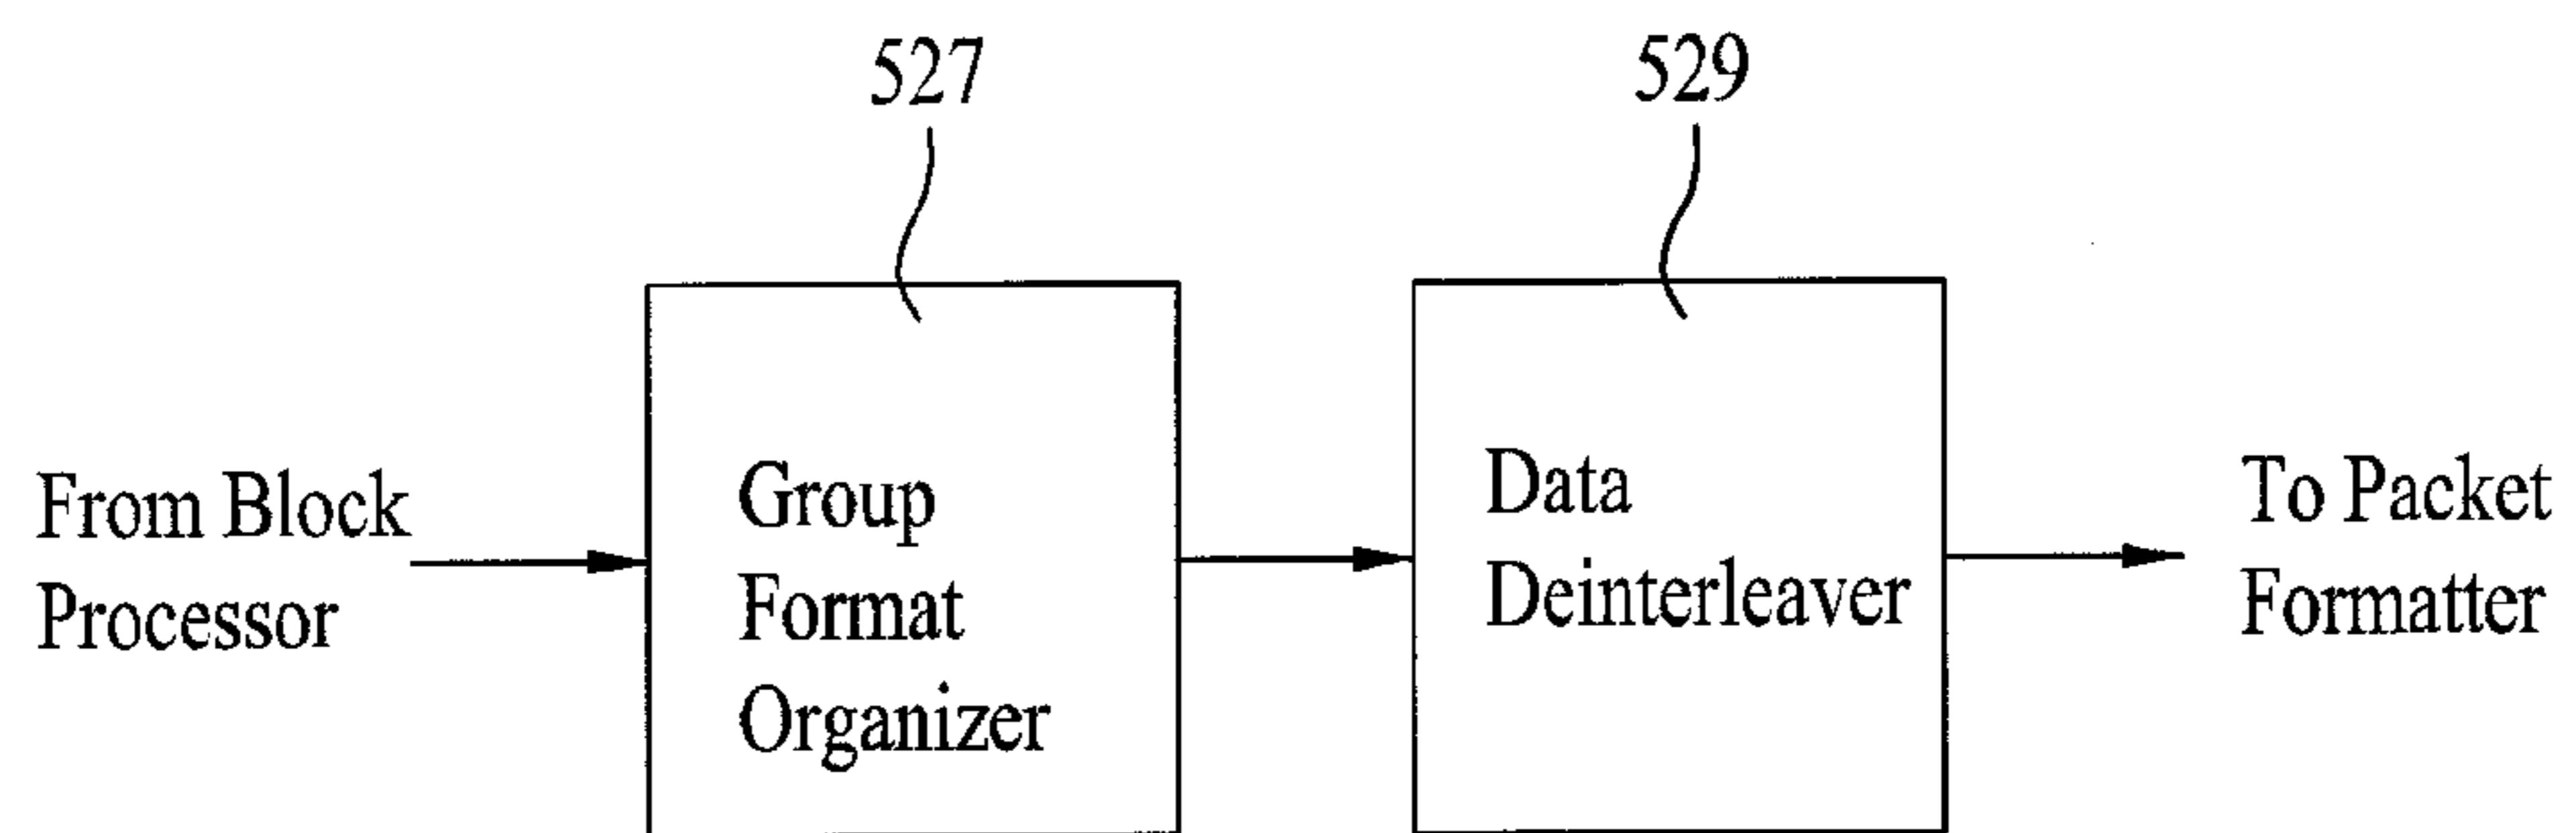 527
529
From Block
Processor
Group
Format
Organizer
Data
Deinterleaver
To Packet
Formatter